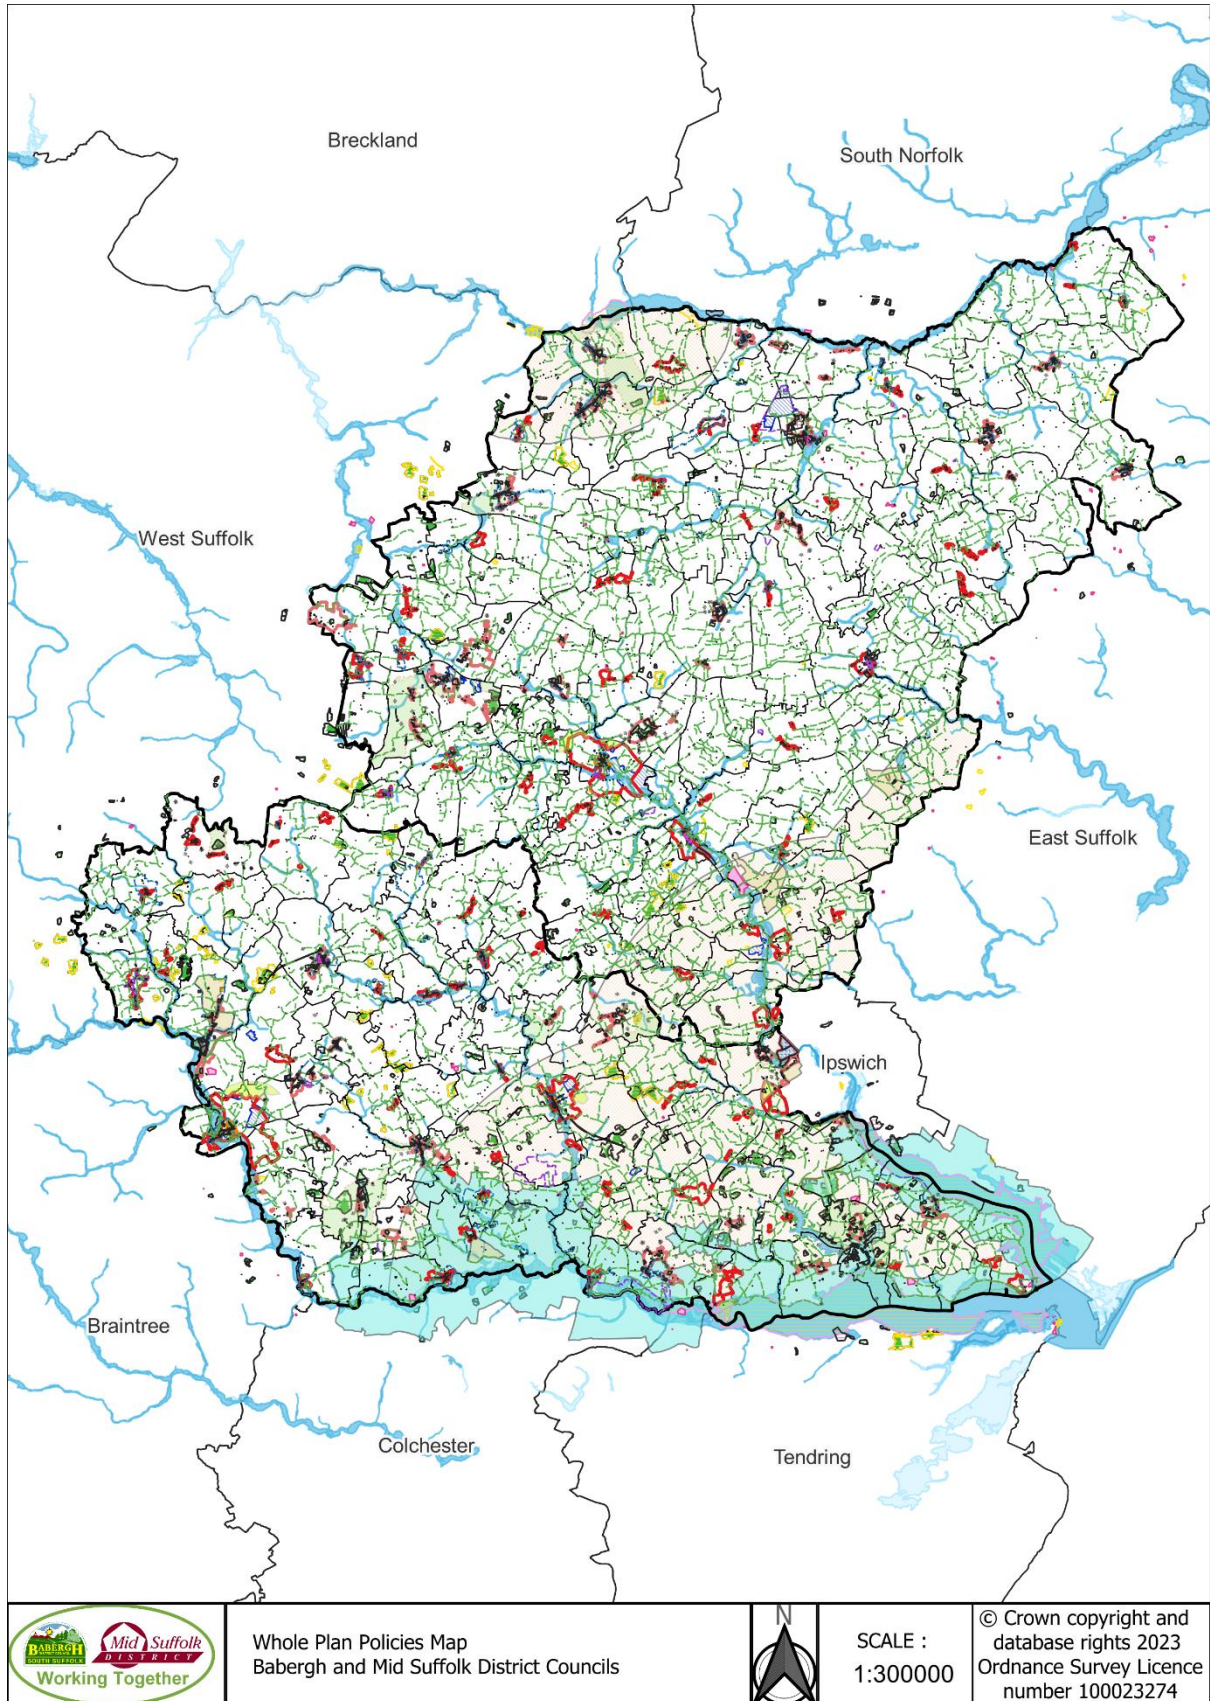 Breckland
South Norfolk
West Suffolk
East Suffolk
Ipswich
Braintree
Colchester
Tendring
BABERGH
DISTRICT COUNCIL
SOUTH SUFFOLK
Mid Suffolk
DISTRICT
Working Together
Whole Plan Policies Map
Babergh and Mid Suffolk District Councils
N
SCALE :
1:300000
© Crown copyright and
database rights 2023
Ordnance Survey Licence
number 100023274